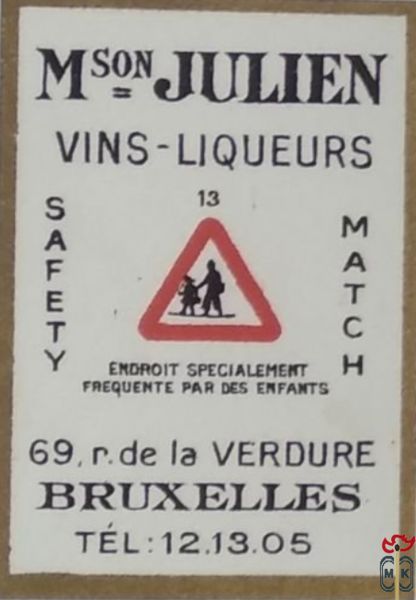 Mson JULIEN
VINS-LIQUEURS
13
SAFETY
MATCH
ENDROIT SPECIALEMENT
FREQUENTE PAR DES ENFANTS
69, r. de la VERDURE
BRUXELLES
TÉL: 12.13.05
MK